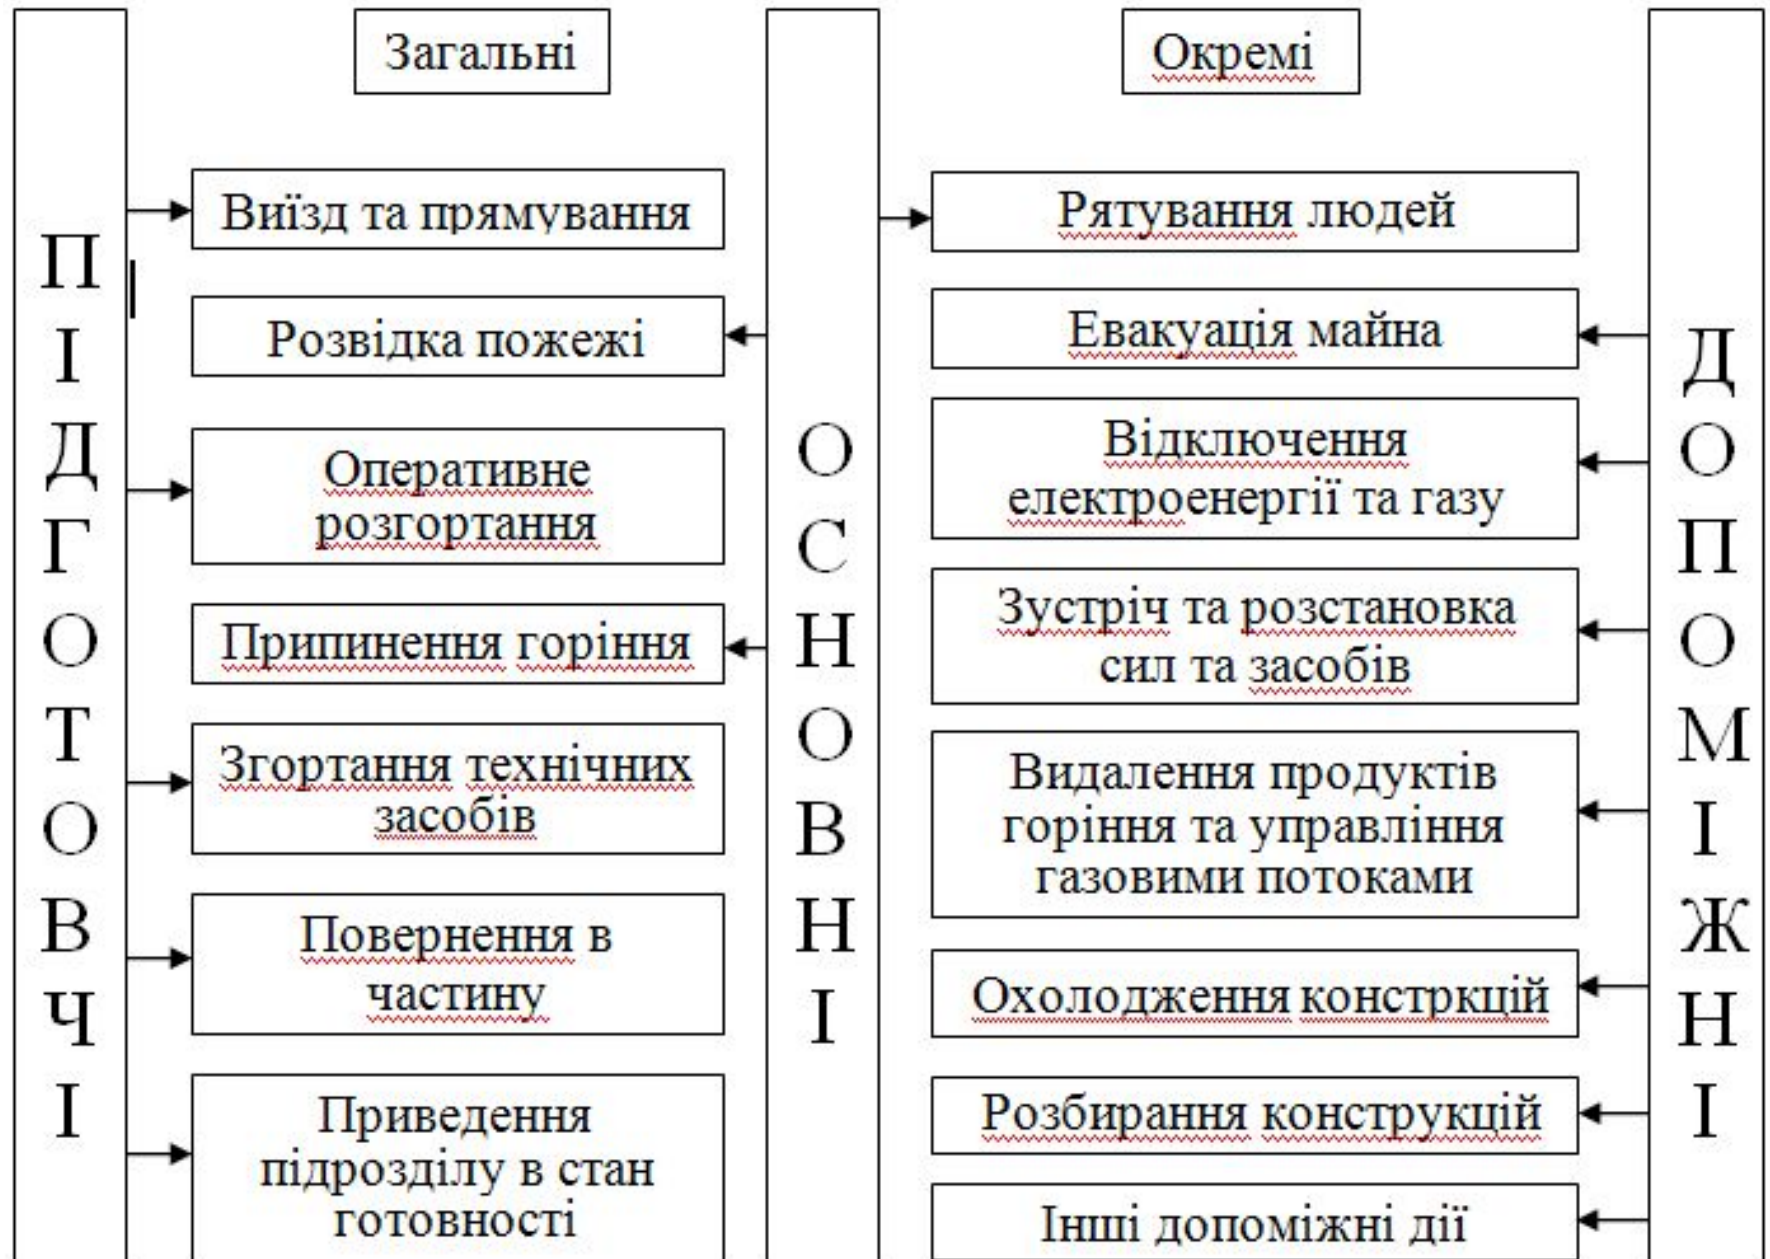 Загальні
Окремі
ПІДГОТОВЧІ
Виїзд та прямування
Розвідка пожежі
Оперативне
розгортання
Припинення горіння
Згортання технічних
засобів
Повернення в
частину
Приведення
підрозділу в стан
готовності
ОСНОВНІ
Рятування людей
Евакуація майна
Відключення
електроенергії та газу
Зустріч та розстановка
сил та засобів
Видалення продуктів
горіння та управління
газовими потоками
Охолодження констркцій
Розбирання конструкцій
Інші допоміжні дії
ДОПОМІЖНІ